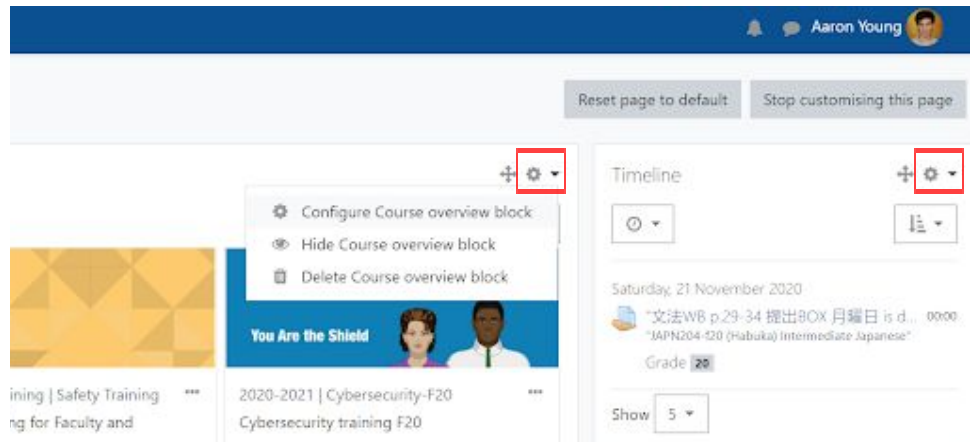 Aaron Young
Reset page to default
Stop customising this page
Configure Course overview block
Hide Course overview block
Delete Course overview block
You Are the Shield
ining | Safety Training
ng for Faculty and
2020-2021 | Cybersecurity-F20
Cybersecurity training F20
Timeline
Saturday, 21 November 2020
"文法WB p.29-34 提出BOX 月曜日 is d... 00:00
"JAPN204-f20 (Habuka) Intermediate Japanese"
Grade 20
Show 5